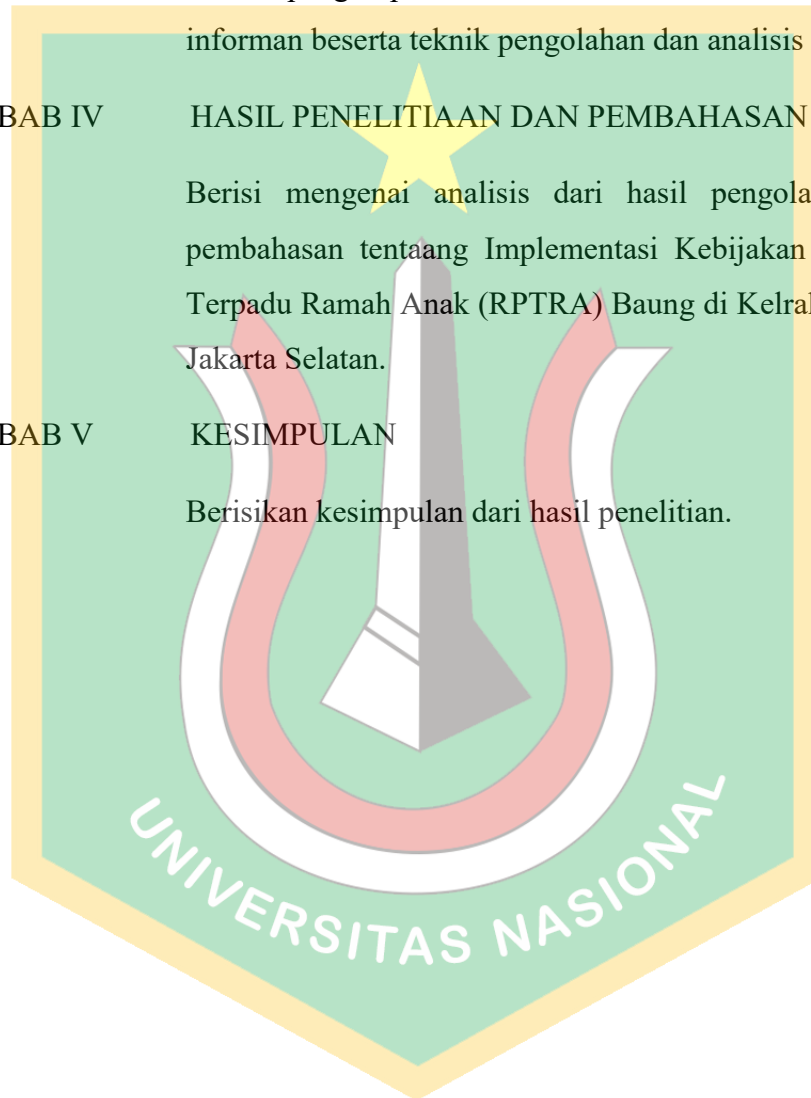 informan beserta teknik pengolahan dan analisis
BAB IV HASIL PENELITIAAN DAN PEMBAHASAN
Berisi mengenai analisis dari hasil pengola
pembahasan tentaang Implementasi Kebijakan
Terpadu Ramah Anak (RPTRA) Baung di Kelral
Jakarta Selatan.
BAB V KESIMPULAN
Berisikan kesimpulan dari hasil penelitian.
UNIVERSITAS NASIONAL